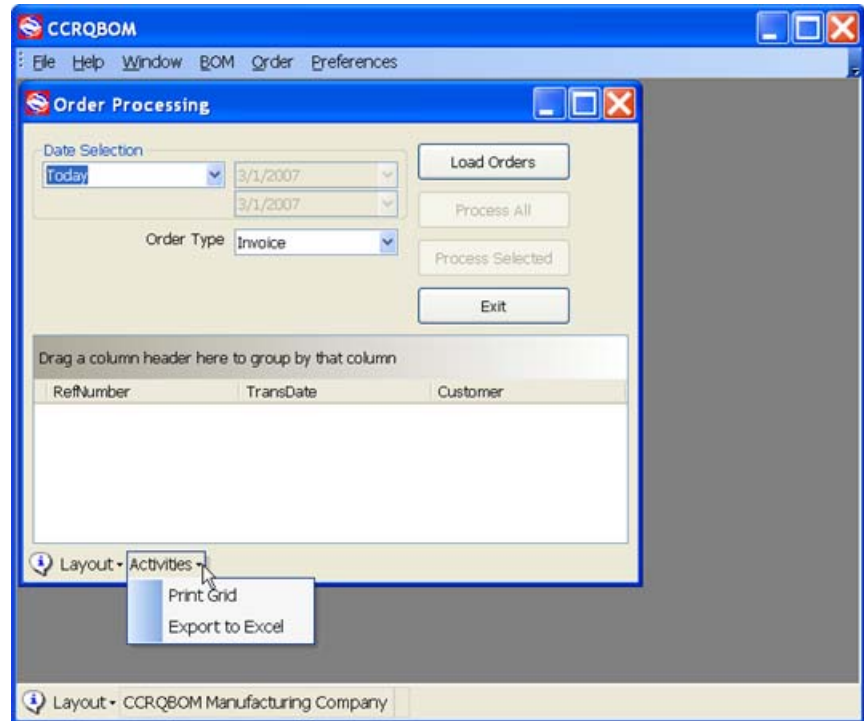 CCRQBOM
File Help Window BOM Order Preferences
Order Processing
Date Selection
Today
3/1/2007
3/1/2007
Order Type Invoice
Load Orders
Process All
Process Selected
Exit
Drag a column header here to group by that column
RefNumber TransDate Customer
Layout Activities
Print Grid
Export to Excel
Layout CCRQBOM Manufacturing Company